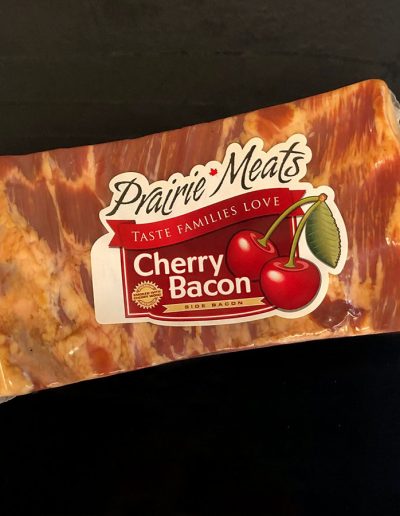 Prairie Meats
TASTE FAMILIES LOVE
Cherry
Bacon
SIDE BACON